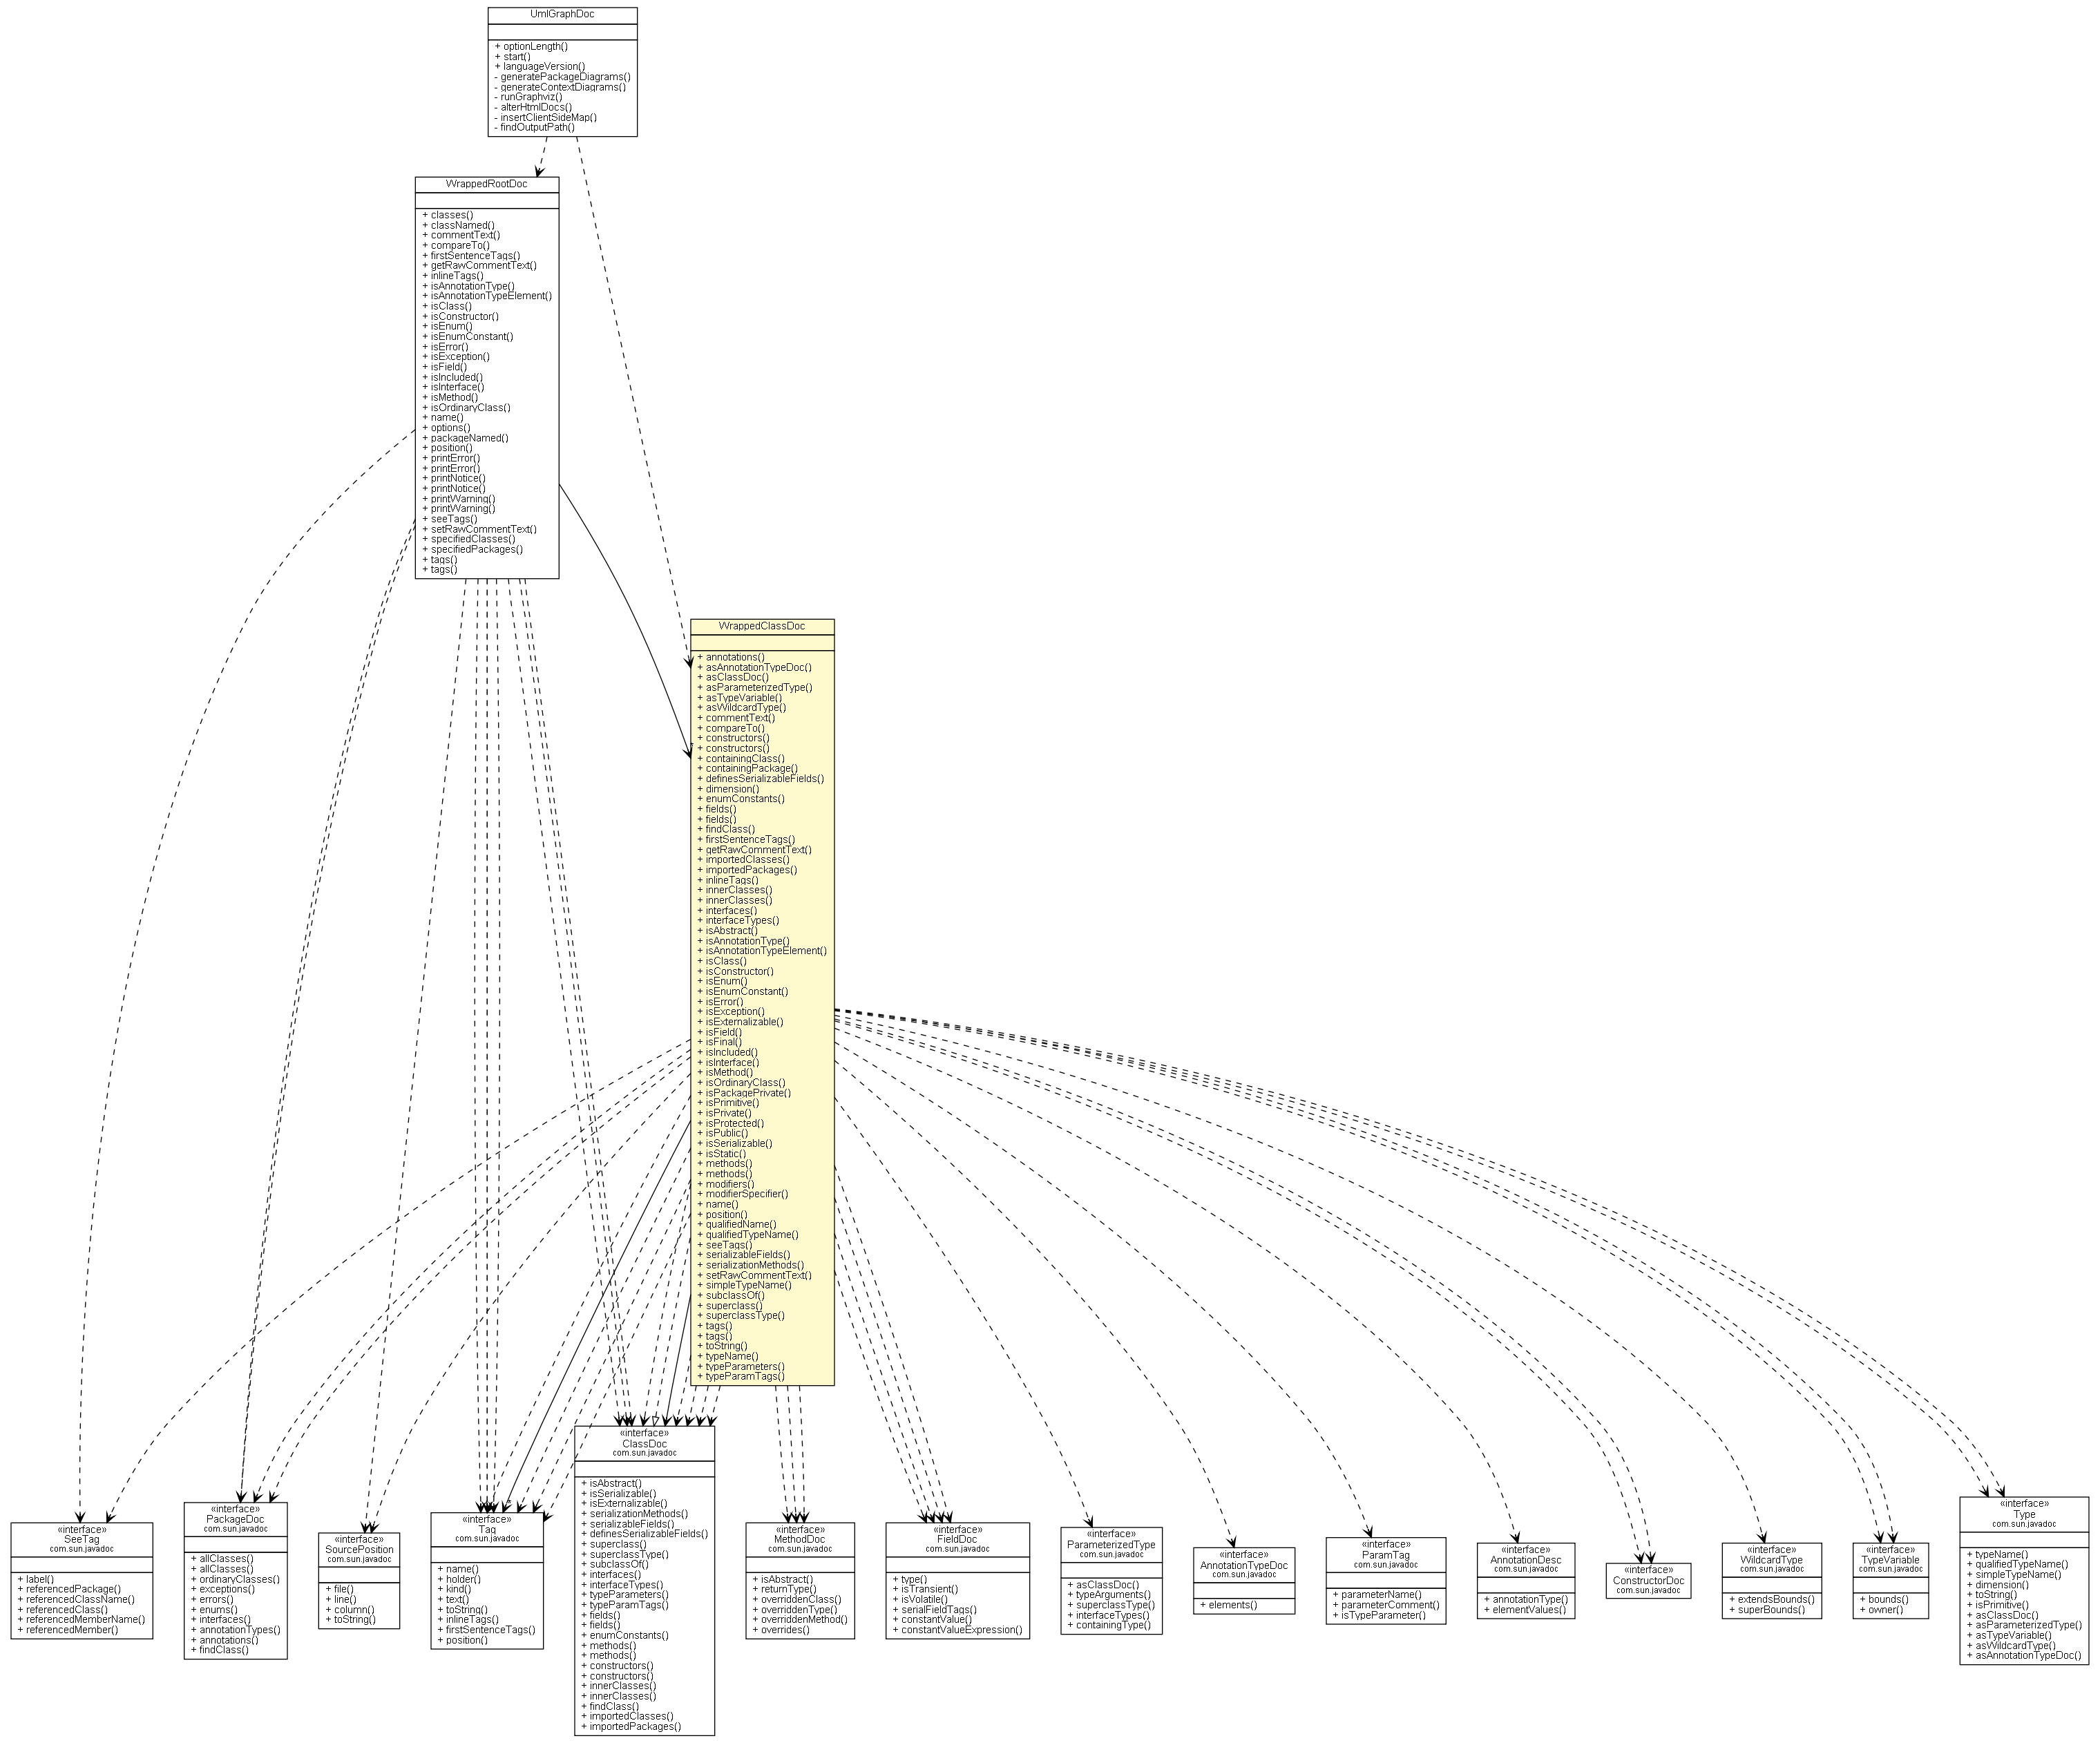 UmlGraphDoc
+ optionLength()
+ start()
+ languageVersion()
- generatePackageDiagrams()
- generateContextDiagrams()
- runGraphviz()
- alterHtmlDocs()
- insertClientSideMap()
- findOutputPath()
WrappedRootDoc
+ classes()
+ classNamed()
+ commentText()
+ compareTo()
+ firstSentenceTags()
+ getRawCommentText()
+ inlineTags()
+ isAnnotationType()
+ isAnnotationTypeElement()
+ isClass()
+ isConstructor()
+ isEnum()
+ isEnumConstant()
+ isError()
+ isException()
+ isField()
+ isIncluded()
+ isInterface()
+ isMethod()
+ isOrdinaryClass()
+ name()
+ options()
+ packageNamed()
+ position()
+ printError()
+ printError()
+ printNotice()
+ printNotice()
+ printWarning()
+ printWarning()
+ seeTags()
+ setRawCommentText()
+ specifiedClasses()
+ specifiedPackages()
+ tags()
+ tags()
WrappedClassDoc
+ annotations()
+ asAnnotationTypeDoc()
+ asClassDoc()
+ asParameterizedType()
+ asTypeVariable()
+ asWildcardType()
+ commentText()
+ compareTo()
+ constructors()
+ constructors()
+ containingClass()
+ containingPackage()
+ definesSerializableFields()
+ dimension()
+ enumConstants()
+ fields()
+ fields()
+ findClass()
+ firstSentenceTags()
+ getRawCommentText()
+ importedClasses()
+ importedPackages()
+ inlineTags()
+ innerClasses()
+ innerClasses()
+ interfaces()
+ interfaceTypes()
+ isAbstract()
+ isAnnotationType()
+ isAnnotationTypeElement()
+ isClass()
+ isConstructor()
+ isEnum()
+ isEnumConstant()
+ isError()
+ isException()
+ isExternalizable()
+ isField()
+ isFinal()
+ isIncluded()
+ isInterface()
+ isMethod()
+ isOrdinaryClass()
+ isPackagePrivate()
+ isPrimitive()
+ isPrivate()
+ isProtected()
+ isPublic()
+ isSerializable()
+ isStatic()
+ methods()
+ methods()
+ modifiers()
+ modifierSpecifier()
+ name()
+ position()
+ qualifiedName()
+ qualifiedTypeName()
+ seeTags()
+ serializableFields()
+ serializationMethods()
+ setRawCommentText()
+ simpleTypeName()
+ subclassOf()
+ superclass()
+ superclassType()
+ tags()
+ tags()
+ toString()
+ typeName()
+ typeParameters()
+ typeParamTags()
«interface»
SeeTag
com.sun.javadoc
+ label()
+ referencedPackage()
+ referencedClassName()
+ referencedClass()
+ referencedMemberName()
+ referencedMember()
«interface»
PackageDoc
com.sun.javadoc
+ allClasses()
+ allClasses()
+ ordinaryClasses()
+ exceptions()
+ errors()
+ enums()
+ interfaces()
+ annotationTypes()
+ annotations()
+ findClass()
«interface»
SourcePosition
com.sun.javadoc
+ file()
+ line()
+ column()
+ toString()
«interface»
Tag
com.sun.javadoc
+ name()
+ holder()
+ kind()
+ text()
+ toString()
+ inlineTags()
+ firstSentenceTags()
+ position()
«interface»
ClassDoc
com.sun.javadoc
+ isAbstract()
+ isSerializable()
+ isExternalizable()
+ serializationMethods()
+ serializableFields()
+ definesSerializableFields()
+ superclass()
+ superclassType()
+ subclassOf()
+ interfaces()
+ interfaceTypes()
+ typeParameters()
+ typeParamTags()
+ fields()
+ fields()
+ enumConstants()
+ methods()
+ methods()
+ constructors()
+ constructors()
+ innerClasses()
+ innerClasses()
+ findClass()
+ importedClasses()
+ importedPackages()
«interface»
MethodDoc
com.sun.javadoc
+ isAbstract()
+ returnType()
+ overriddenClass()
+ overriddenType()
+ overriddenMethod()
+ overrides()
«interface»
FieldDoc
com.sun.javadoc
+ type()
+ isTransient()
+ isVolatile()
+ serialFieldTags()
+ constantValue()
+ constantValueExpression()
«interface»
ParameterizedType
com.sun.javadoc
+ asClassDoc()
+ typeArguments()
+ superclassType()
+ interfaceTypes()
+ containingType()
«interface»
AnnotationTypeDoc
com.sun.javadoc
+ elements()
«interface»
ParamTag
com.sun.javadoc
+ parameterName()
+ parameterComment()
+ isTypeParameter()
«interface»
AnnotationDesc
com.sun.javadoc
+ annotationType()
+ elementValues()
«interface»
ConstructorDoc
com.sun.javadoc
«interface»
WildcardType
com.sun.javadoc
+ extendsBounds()
+ superBounds()
«interface»
TypeVariable
com.sun.javadoc
+ bounds()
+ owner()
«interface»
Type
com.sun.javadoc
+ typeName()
+ qualifiedTypeName()
+ simpleTypeName()
+ dimension()
+ toString()
+ isPrimitive()
+ asClassDoc()
+ asParameterizedType()
+ asTypeVariable()
+ asWildcardType()
+ asAnnotationTypeDoc()